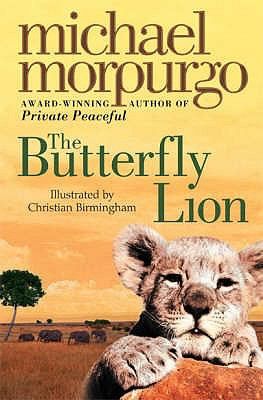 michael
morpurgo
AWARD-WINNING AUTHOR OF
Private Peaceful
The
Butterfly
Lion
Illustrated by
Christian Birmingham